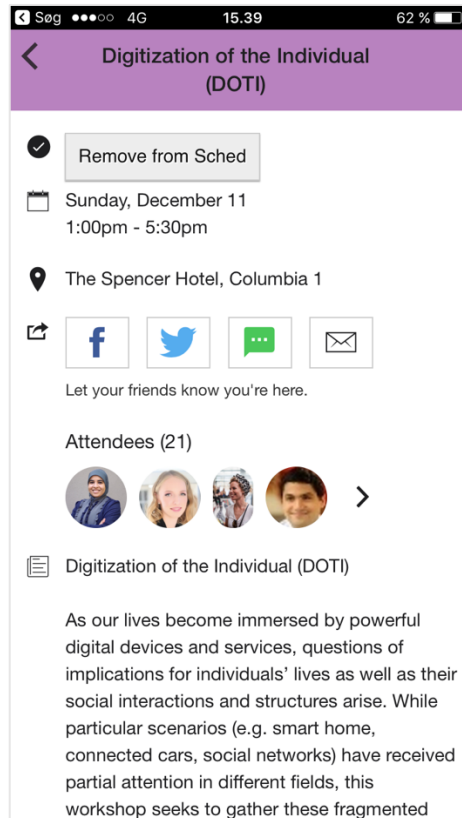 Søg 4G 15.39 62 %
Digitization of the Individual
(DOTI)
Remove from Sched
Sunday, December 11
1:00pm - 5:30pm
The Spencer Hotel, Columbia 1
Let your friends know you're here.
Attendees (21)
Digitization of the Individual (DOTI)
As our lives become immersed by powerful
digital devices and services, questions of
implications for individuals’ lives as well as their
social interactions and structures arise. While
particular scenarios (e.g. smart home,
connected cars, social networks) have received
partial attention in different fields, this
workshop seeks to gather these fragmented